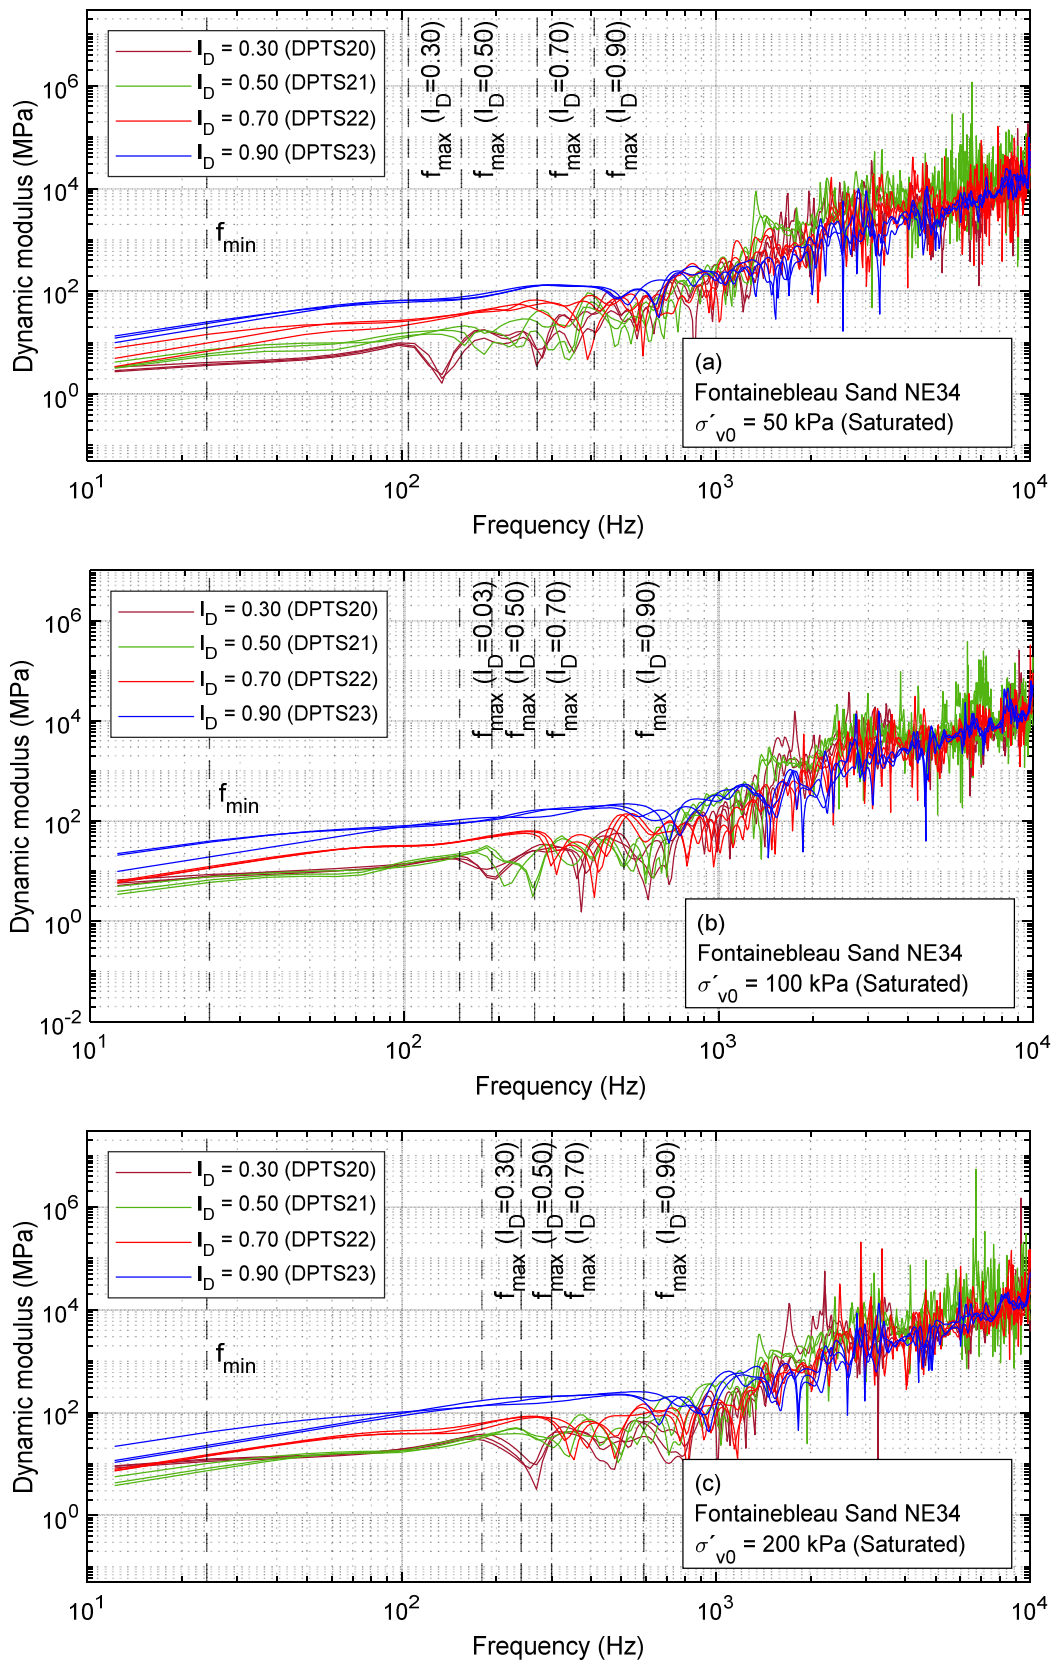 I_D = 0.30 (DPTS20)
I_D = 0.50 (DPTS21)
I_D = 0.70 (DPTS22)
I_D = 0.90 (DPTS23)
f_min
f_max (I_D=0.30)
f_max (I_D=0.50)
f_max (I_D=0.70)
f_max (I_D=0.90)
Dynamic modulus (MPa)
10^6
10^4
10^2
10^0
(a)
Fontainebleau Sand NE34
σ´_v0 = 50 kPa (Saturated)
10^1 10^2 10^3 10^4
Frequency (Hz)
I_D = 0.30 (DPTS20)
I_D = 0.50 (DPTS21)
I_D = 0.70 (DPTS22)
I_D = 0.90 (DPTS23)
f_min
f_max (I_D=0.03)
f_max (I_D=0.50)
f_max (I_D=0.70)
f_max (I_D=0.90)
Dynamic modulus (MPa)
10^6
10^4
10^2
10^0
10^-2
(b)
Fontainebleau Sand NE34
σ´_v0 = 100 kPa (Saturated)
10^1 10^2 10^3 10^4
Frequency (Hz)
I_D = 0.30 (DPTS20)
I_D = 0.50 (DPTS21)
I_D = 0.70 (DPTS22)
I_D = 0.90 (DPTS23)
f_min
f_max (I_D=0.30)
f_max (I_D=0.50)
f_max (I_D=0.70)
f_max (I_D=0.90)
Dynamic modulus (MPa)
10^6
10^4
10^2
10^0
(c)
Fontainebleau Sand NE34
σ´_v0 = 200 kPa (Saturated)
10^1 10^2 10^3 10^4
Frequency (Hz)